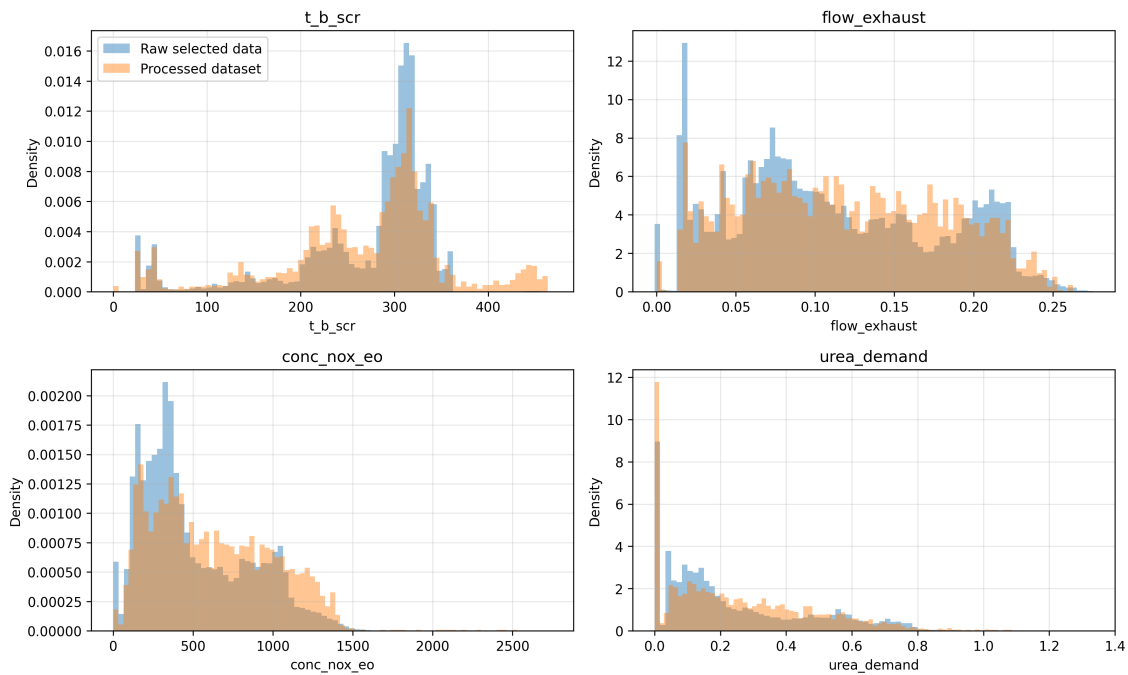 t_b_scr
0.016
0.014
0.012
0.010
0.008
0.006
0.004
0.002
0.000
Density
Raw selected data
Processed dataset
0 100 200 300 400
t_b_scr
flow_exhaust
12
10
8
6
4
2
0
Density
0.00 0.05 0.10 0.15 0.20 0.25
flow_exhaust
conc_nox_eo
0.00200
0.00175
0.00150
0.00125
0.00100
0.00075
0.00050
0.00025
0.00000
Density
0 500 1000 1500 2000 2500
conc_nox_eo
urea_demand
12
10
8
6
4
2
0
Density
0.0 0.2 0.4 0.6 0.8 1.0 1.2 1.4
urea_demand